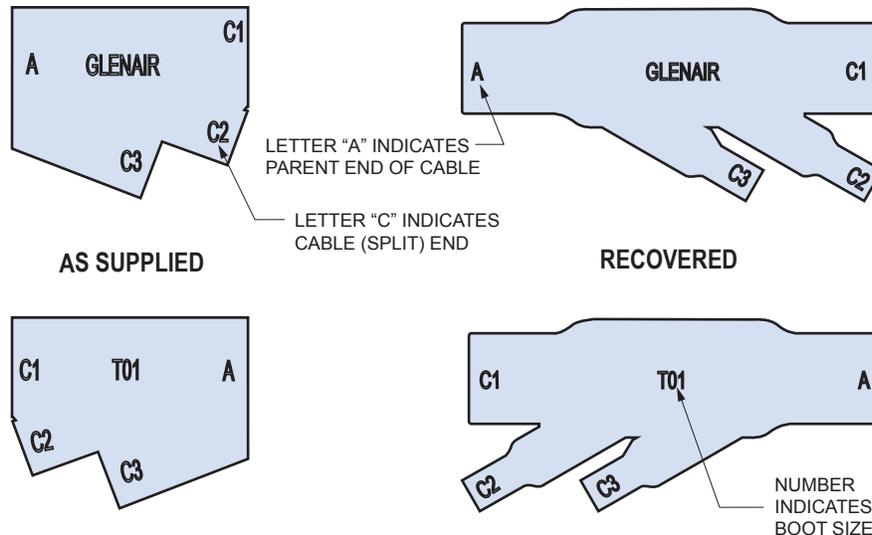 A
GLENAIR
C1
C2
C3
A
GLENAIR
C1
C3
C2
LETTER “A” INDICATES
PARENT END OF CABLE
LETTER “C” INDICATES
CABLE (SPLIT) END
AS SUPPLIED
RECOVERED
C1
T01
A
C2
C3
C1
T01
A
C2
C3
NUMBER
INDICATES
BOOT SIZE